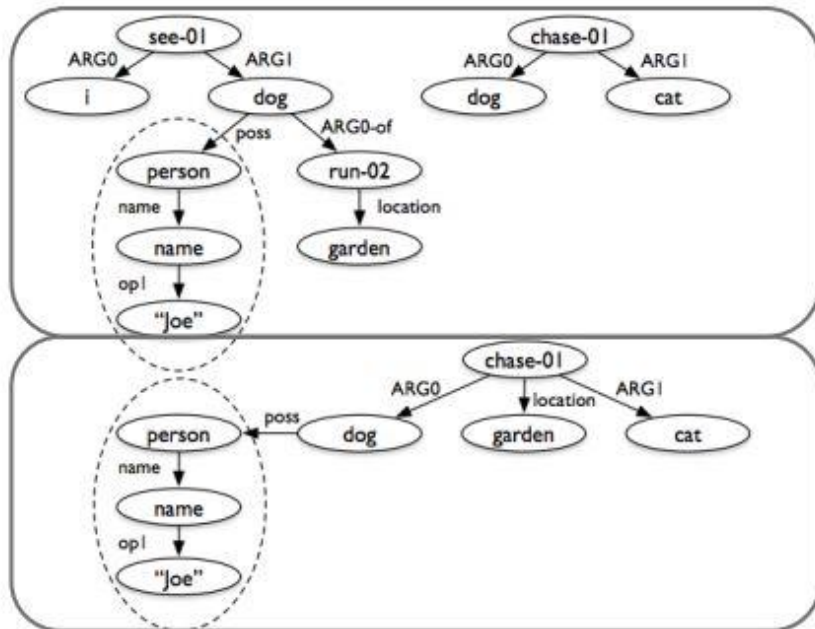 see-01 chase-01
ARG0 ARG1 ARG0 ARG1
i dog dog cat
poss ARG0-of
person run-02
name location
name garden
op1
“Joe”
chase-01
ARG0 location ARG1
person poss dog garden cat
name
name
op1
“Joe”